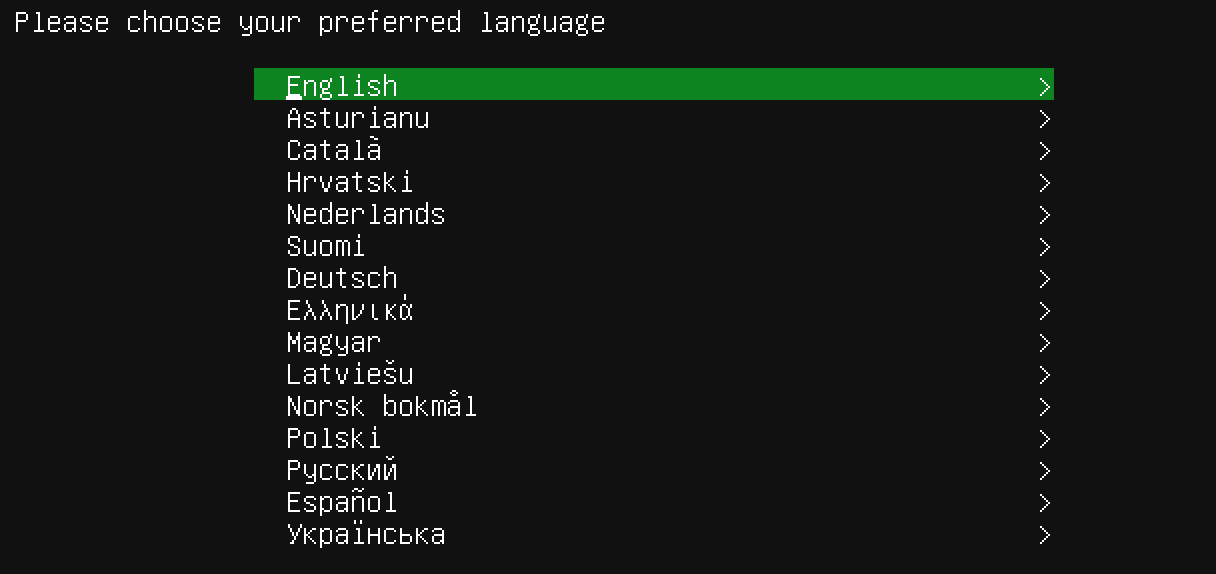 Please choose your preferred language
English >
Asturianu >
Català >
Hrvatski >
Nederlands >
Suomi >
Deutsch >
Ελληνικά >
Magyar >
Latviešu >
Norsk bokmål >
Polski >
Русский >
Español >
Українська >